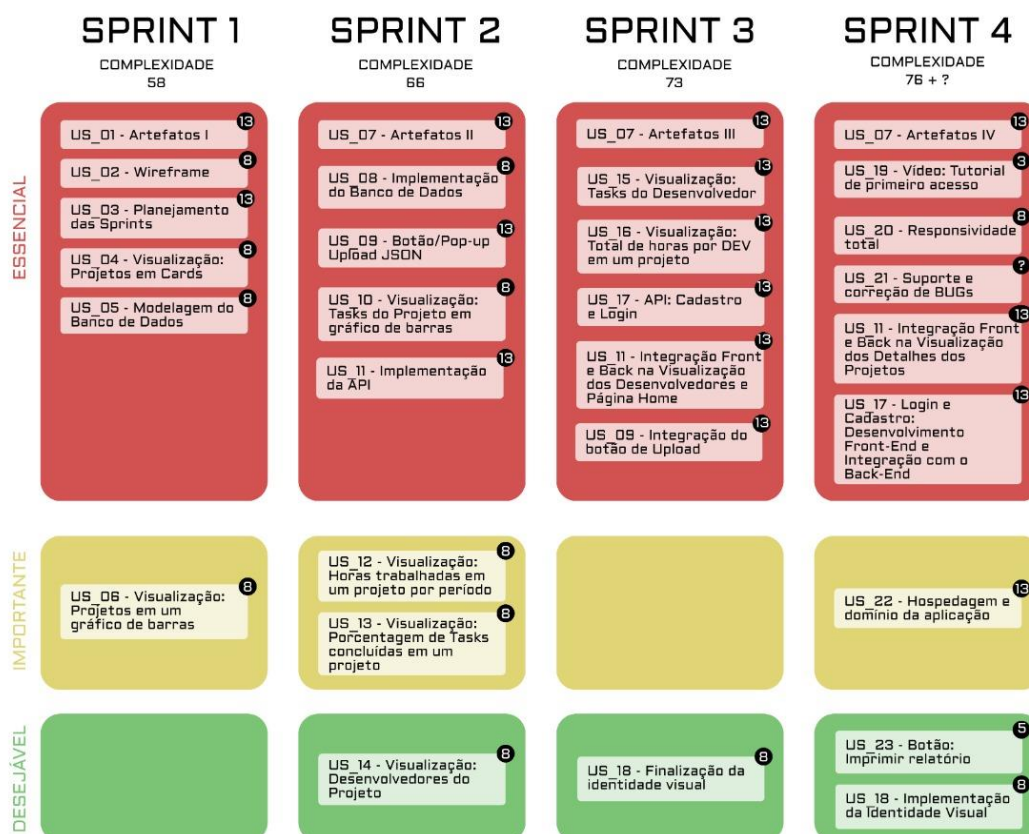 SPRINT 1
COMPLEXIDADE
58
SPRINT 2
COMPLEXIDADE
66
SPRINT 3
COMPLEXIDADE
73
SPRINT 4
COMPLEXIDADE
76 + ?
ESSENCIAL
13
US_01 - Artefatos I
8
US_02 - Wireframe
13
US_03 - Planejamento
das Sprints
8
US_04 - Visualização:
Projetos em Cards
8
US_05 - Modelagem do
Banco de Dados
13
US_07 - Artefatos II
8
US_08 - Implementação
do Banco de Dados
13
US_09 - Botão/Pop-up
Upload JSON
8
US_10 - Visualização:
Tasks do Projeto em
gráfico de barras
13
US_11 - Implementação
da API
13
US_07 - Artefatos III
13
US_15 - Visualização:
Tasks do Desenvolvedor
13
US_16 - Visualização:
Total de horas por DEV
em um projeto
13
US_17 - API: Cadastro
e Login
13
US_11 - Integração Front
e Back na Visualização
dos Desenvolvedores e
Página Home
13
US_09 - Integração do
botão de Upload
13
US_07 - Artefatos IV
3
US_19 - Vídeo: Tutorial
de primeiro acesso
8
US_20 - Responsividade
total
?
US_21 - Suporte e
correção de BUGs
13
US_11 - Integração Front
e Back na Visualização
dos Detalhes dos
Projetos
13
US_17 - Login e
Cadastro:
Desenvolvimento
Front-End e
Integração com o
Back-End
IMPORTANTE
8
US_06 - Visualização:
Projetos em um
gráfico de barras
8
US_12 - Visualização:
Horas trabalhadas em
um projeto por período
8
US_13 - Visualização:
Porcentagem de Tasks
concluídas em um
projeto
13
US_22 - Hospedagem e
domínio da aplicação
DESEJÁVEL
8
US_14 - Visualização:
Desenvolvedores do
Projeto
8
US_18 - Finalização da
identidade visual
5
US_23 - Botão:
Imprimir relatório
8
US_18 - Implementação
da Identidade Visual